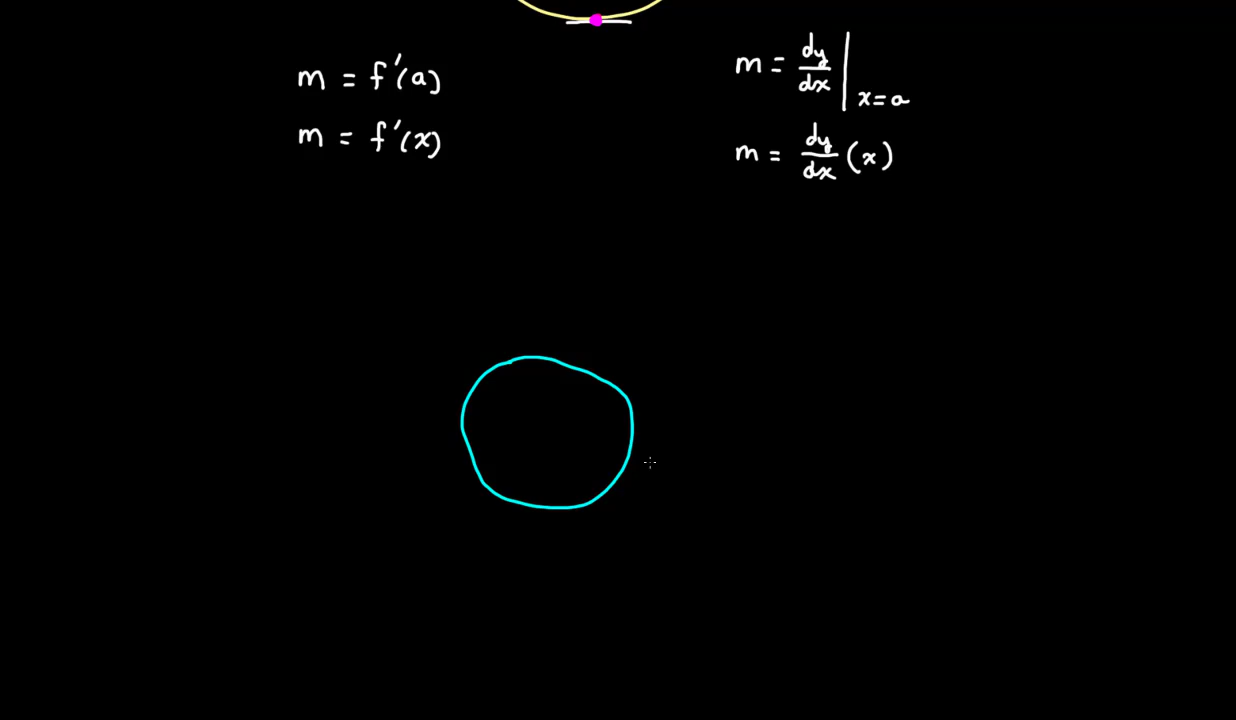 m = f'(a)
m = f'(x)
m = dy/dx | x=a
m = dy/dx (x)